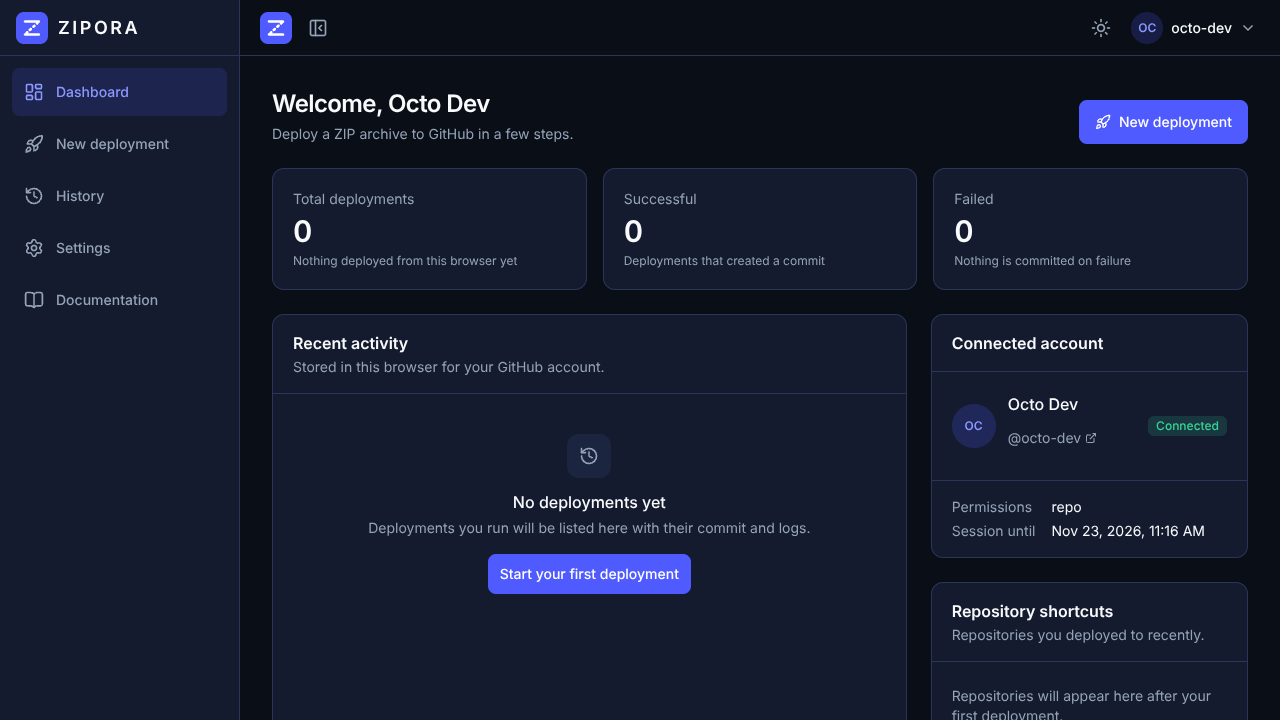 ZIPORA
octo-dev
OC
Dashboard
New deployment
History
Settings
Documentation
Welcome, Octo Dev
Deploy a ZIP archive to GitHub in a few steps.
New deployment
Total deployments
0
Nothing deployed from this browser yet
Successful
0
Deployments that created a commit
Failed
0
Nothing is committed on failure
Recent activity
Stored in this browser for your GitHub account.
No deployments yet
Deployments you run will be listed here with their commit and logs.
Start your first deployment
Connected account
OC
Octo Dev
@octo-dev
Connected
Permissions repo
Session until Nov 23, 2026, 11:16 AM
Repository shortcuts
Repositories you deployed to recently.
Repositories will appear here after your
first deployment.